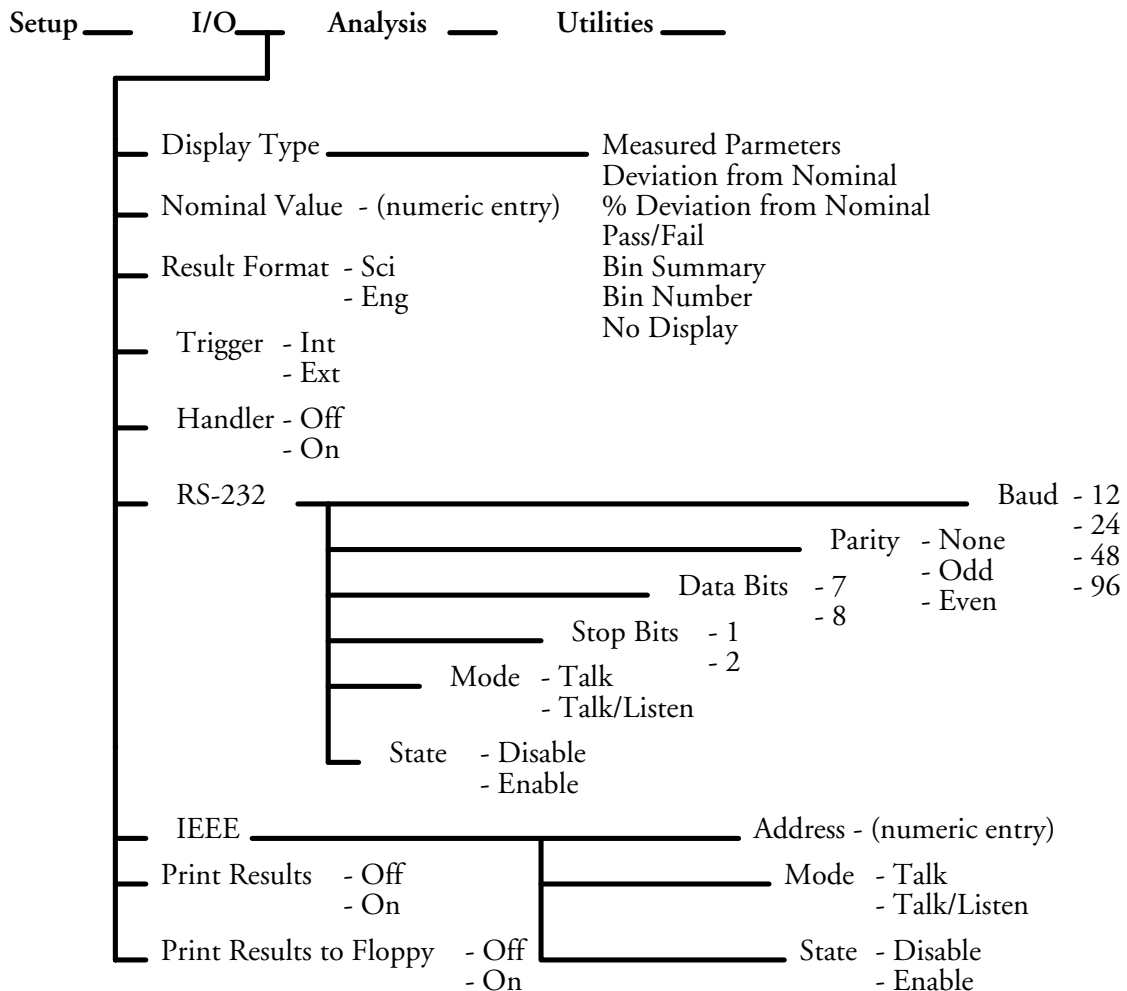 Setup I/O Analysis Utilities
Display Type Measured Parmeters
Deviation from Nominal
Nominal Value - (numeric entry) % Deviation from Nominal
Pass/Fail
Result Format - Sci Bin Summary
- Eng Bin Number
No Display
Trigger - Int
- Ext
Handler - Off
- On
RS-232 Baud - 12
- 24
Parity - None
- 48
- Odd
Data Bits - 7 - 96
- Even
- 8
Stop Bits - 1
- 2
Mode - Talk
- Talk/Listen
State - Disable
- Enable
IEEE Address - (numeric entry)
Print Results - Off Mode - Talk
- On - Talk/Listen
Print Results to Floppy - Off State - Disable
- On - Enable